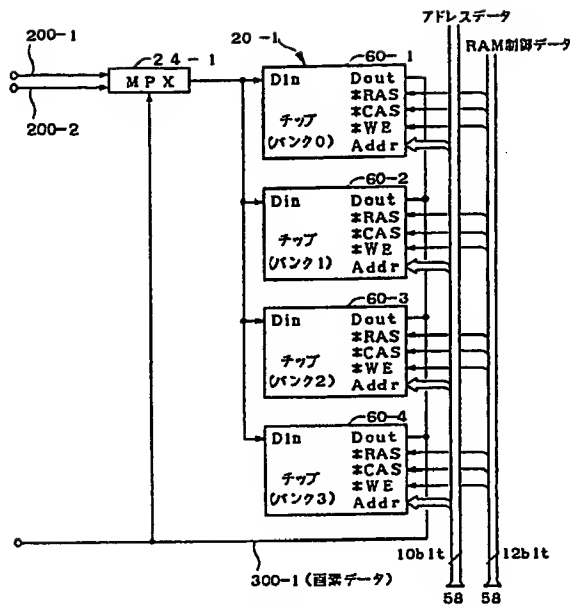 アドレスデータ
RAM制御データ
200-1
200-2
24-1
MPX
20-1
60-1
Din
Dout
*RAS
*CAS
*WE
Addr
チップ
(バンク0)
60-2
Din
Dout
*RAS
*CAS
*WE
Addr
チップ
(バンク1)
60-3
Din
Dout
*RAS
*CAS
*WE
Addr
チップ
(バンク2)
60-4
Din
Dout
*RAS
*CAS
*WE
Addr
チップ
(バンク3)
10bit
12bit
300-1(画素データ)
58
58